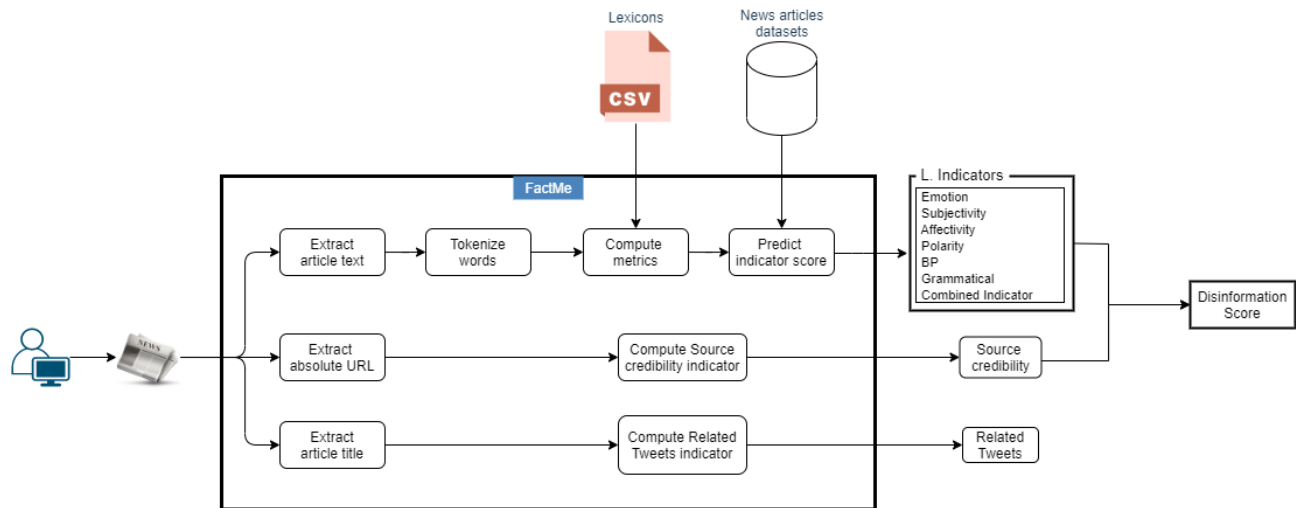 Lexicons
News articles
datasets
CSV
FactMe
L. Indicators
Emotion
Subjectivity
Affectivity
Polarity
BP
Grammatical
Combined Indicator
Extract
article text
Tokenize
words
Compute
metrics
Predict
indicator score
Disinformation
Score
NEWS
Extract
absolute URL
Compute Source
credibility indicator
Source
credibility
Extract
article title
Compute Related
Tweets indicator
Related
Tweets